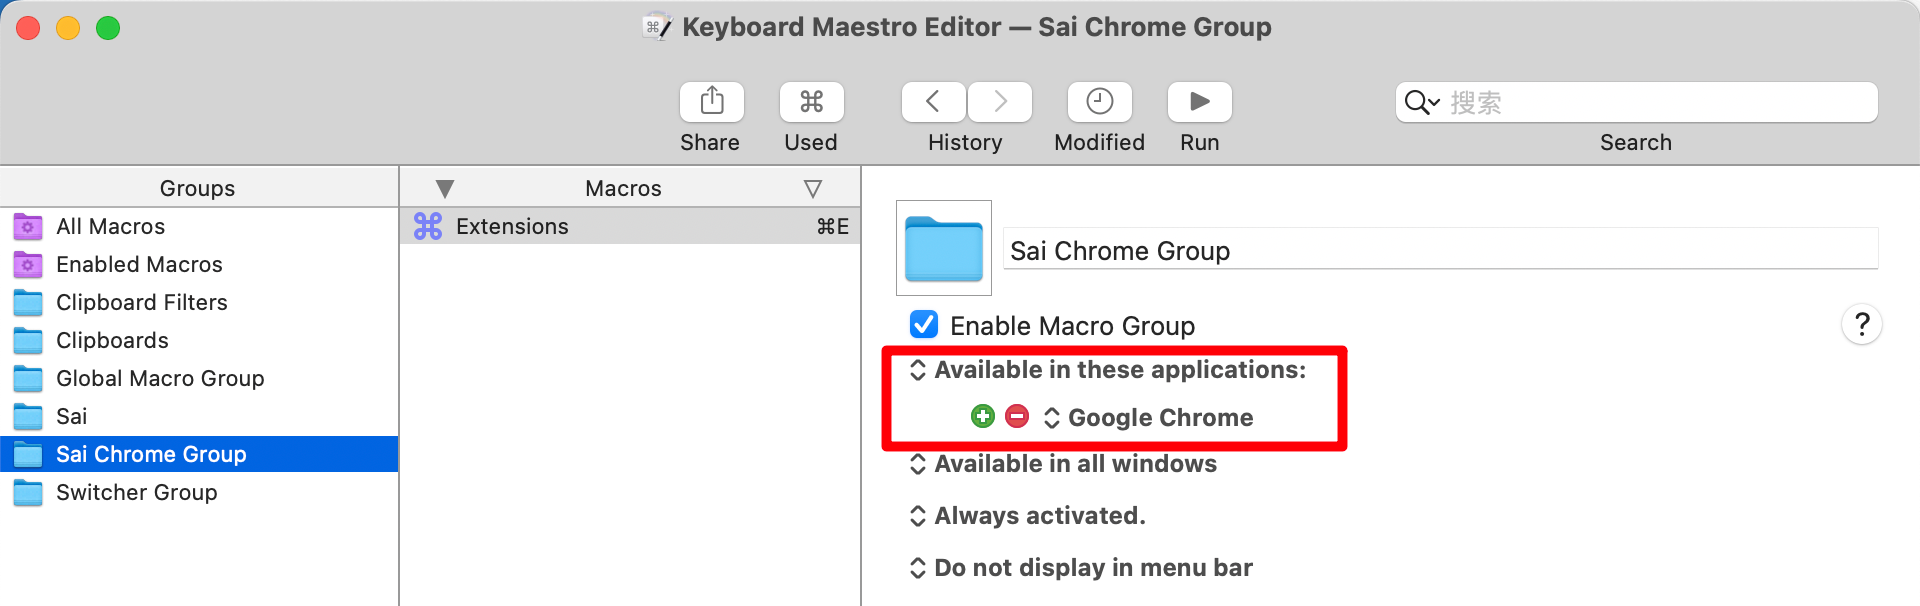 Keyboard Maestro Editor — Sai Chrome Group
Share
Used
History
Modified
Run
搜索
Search
Groups
All Macros
Enabled Macros
Clipboard Filters
Clipboards
Global Macro Group
Sai
Sai Chrome Group
Switcher Group
Macros
Extensions ⌘E
Sai Chrome Group
Enable Macro Group
?
Available in these applications:
Google Chrome
Available in all windows
Always activated.
Do not display in menu bar